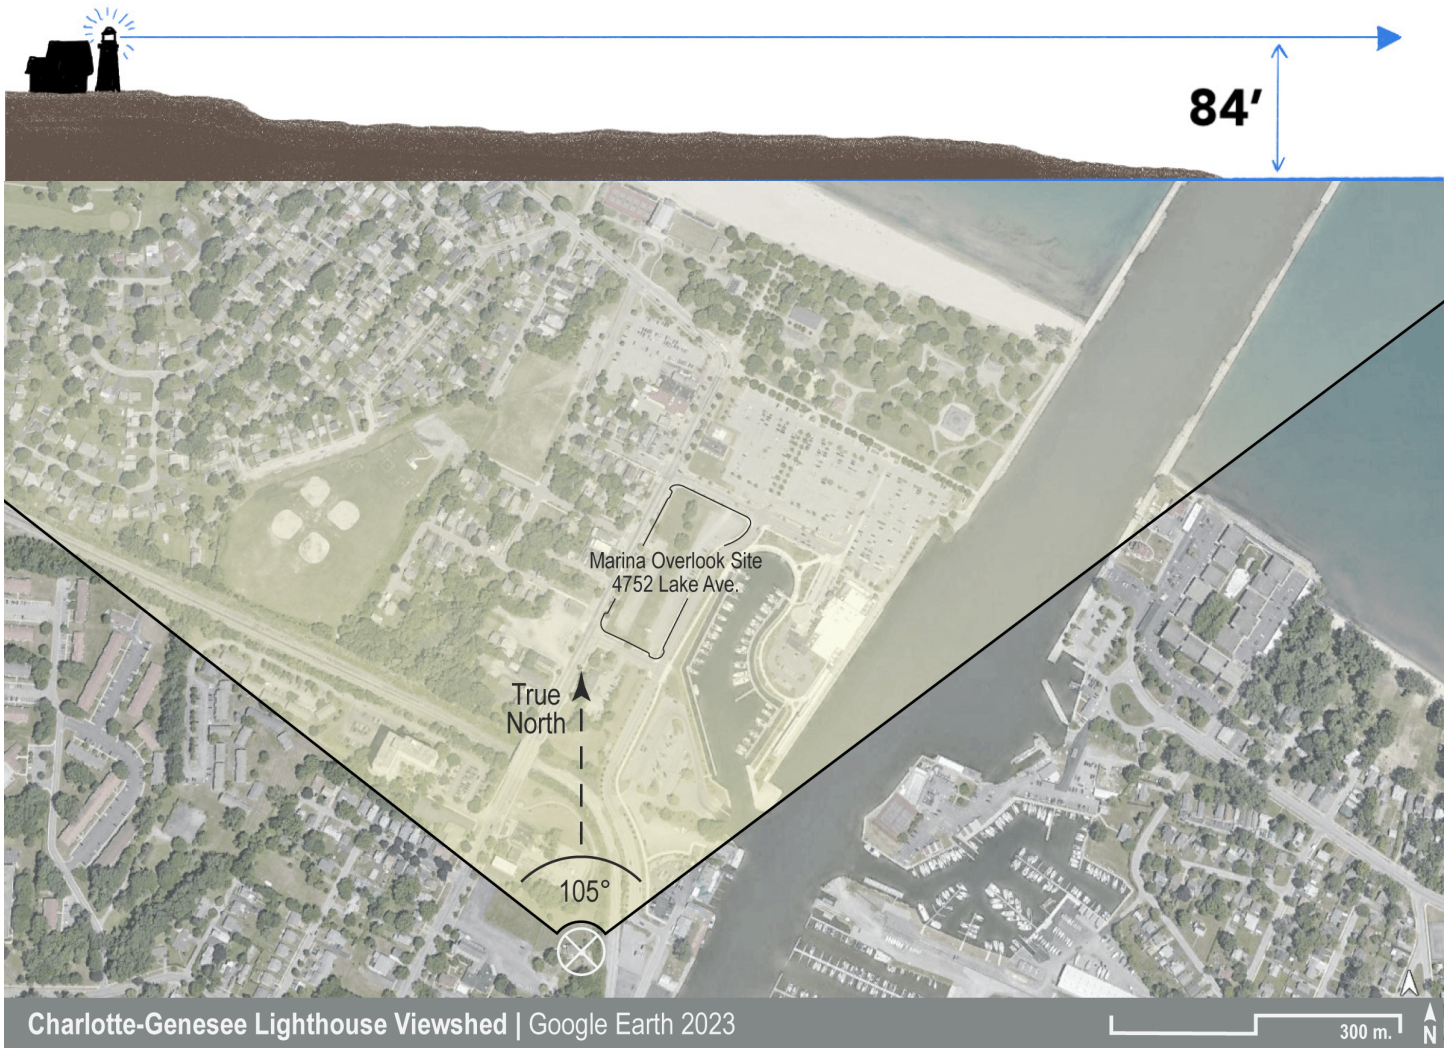 84′
Marina Overlook Site
4752 Lake Ave.
True
North
105°
Charlotte-Genesee Lighthouse Viewshed | Google Earth 2023
300 m.
N